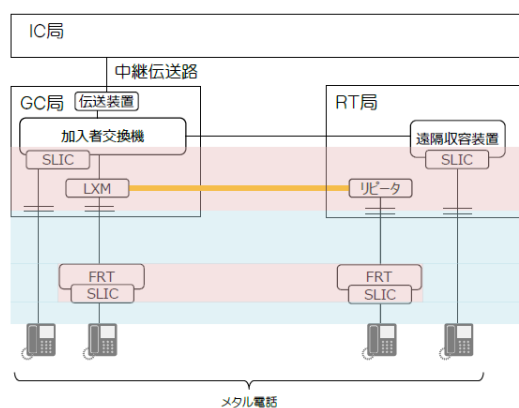 IC局
中継伝送路
GC局
伝送装置
RT局
加入者交換機
遠隔収容装置
SLIC
SLIC
LXM
リピータ
FRT
SLIC
FRT
SLIC
メタル電話